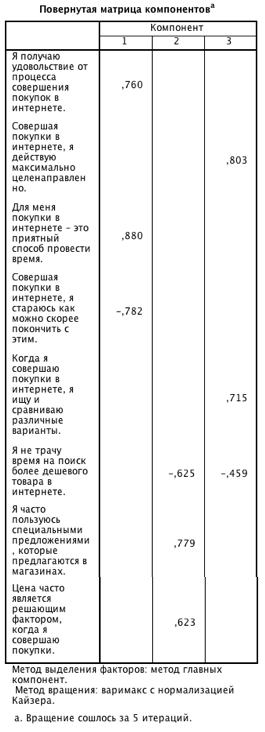 Повернутая матрица компонентовa
Компонент
1 2 3
Я получаю
удовольствие от
процесса
совершения
покупок в
интернете.
,760
Совершая
покупки в
интернете, я
действую
максимально
целенаправлен
но.
,803
Для меня
покупки в
интернете – это
приятный
способ провести
время.
,880
Совершая
покупки в
интернете, я
стараюсь как
можно скорее
покончить с
этим.
-,782
Когда я
совершаю
покупки в
интернете, я
ищу и
сравниваю
различные
варианты.
,715
Я не трачу
время на поиск
более дешевого
товара в
интернете.
-,625 -,459
Я часто
пользуюсь
специальными
предложениями
, которые
предлагаются в
магазинах.
,779
Цена часто
является
решающим
фактором,
когда я
совершаю
покупки.
,623
Метод выделения факторов: метод главных
компонент.
Метод вращения: варимакс с нормализацией
Кайзера.
a. Вращение сошлось за 5 итераций.